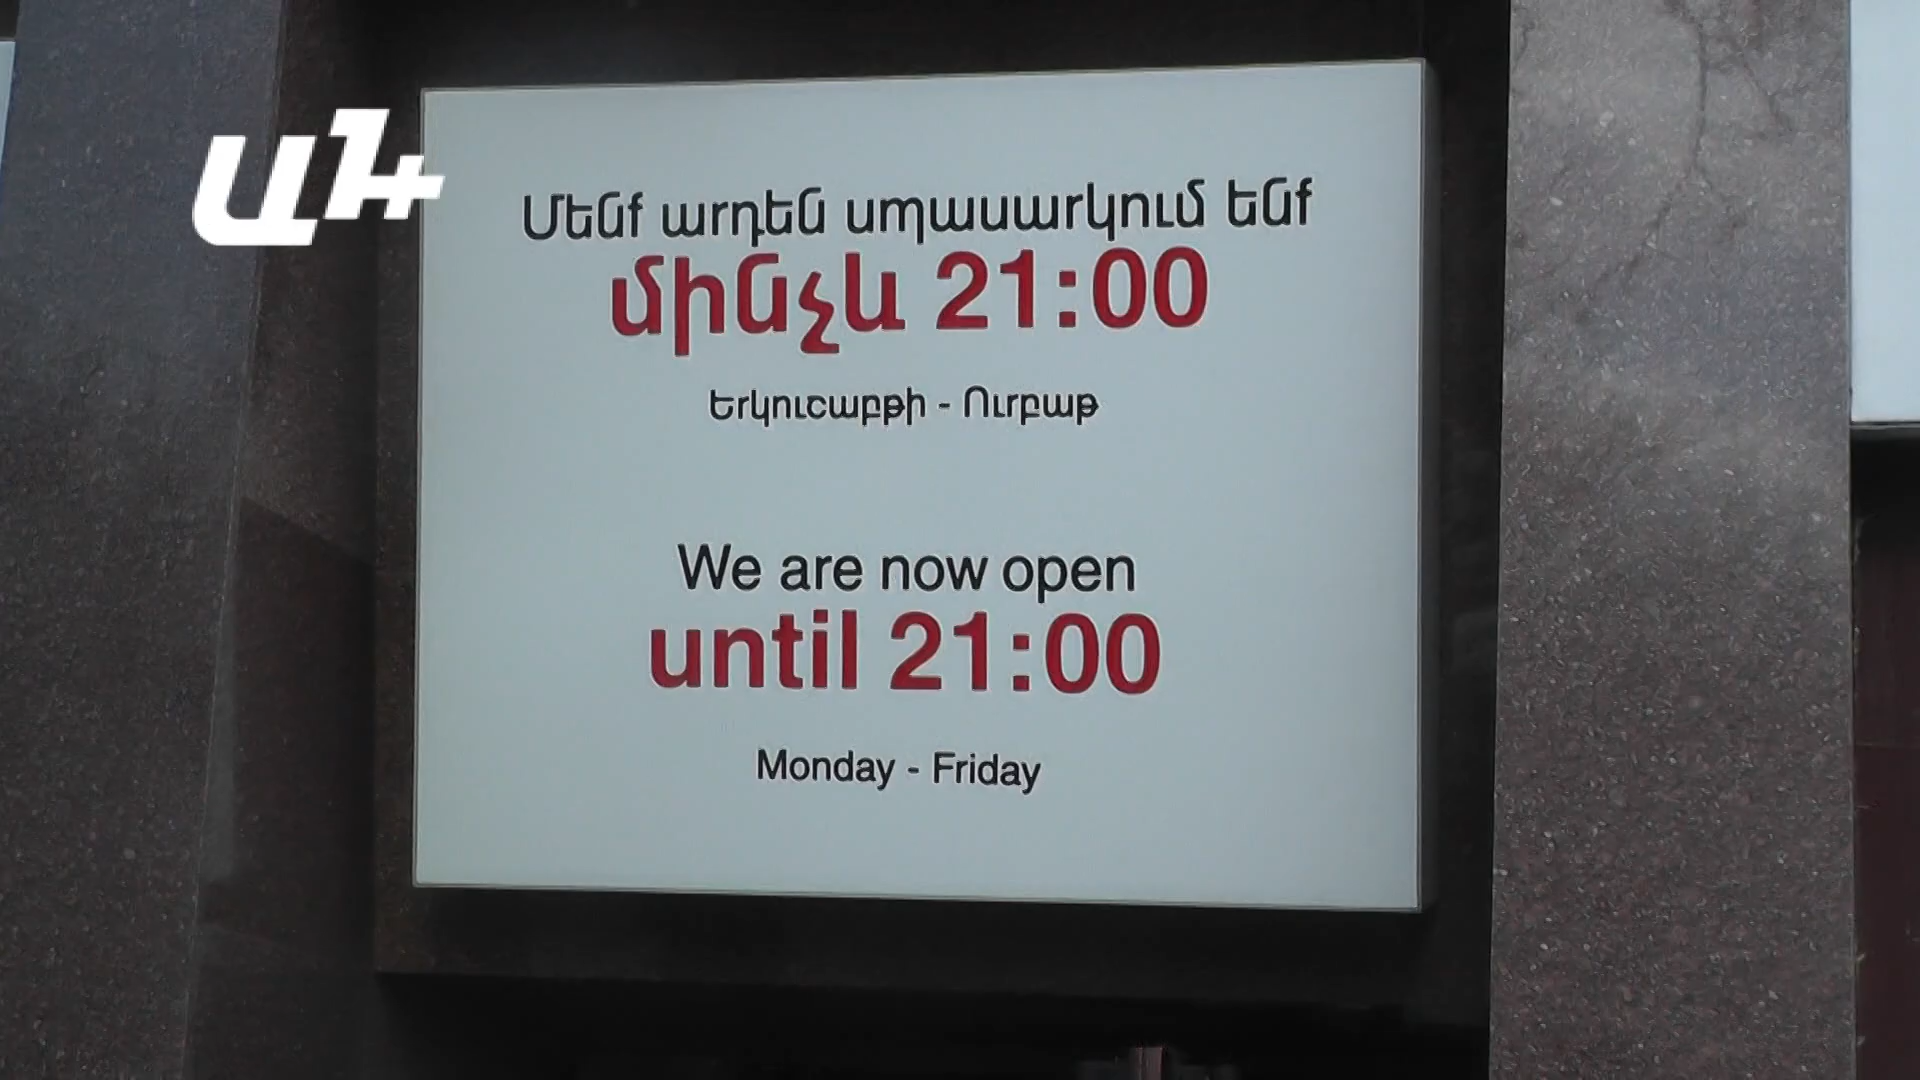 ա1+
Մենք արդեն սպասարկում ենք
մինչև 21:00
Երկուշաբթի - Ուրբաթ
We are now open
until 21:00
Monday - Friday